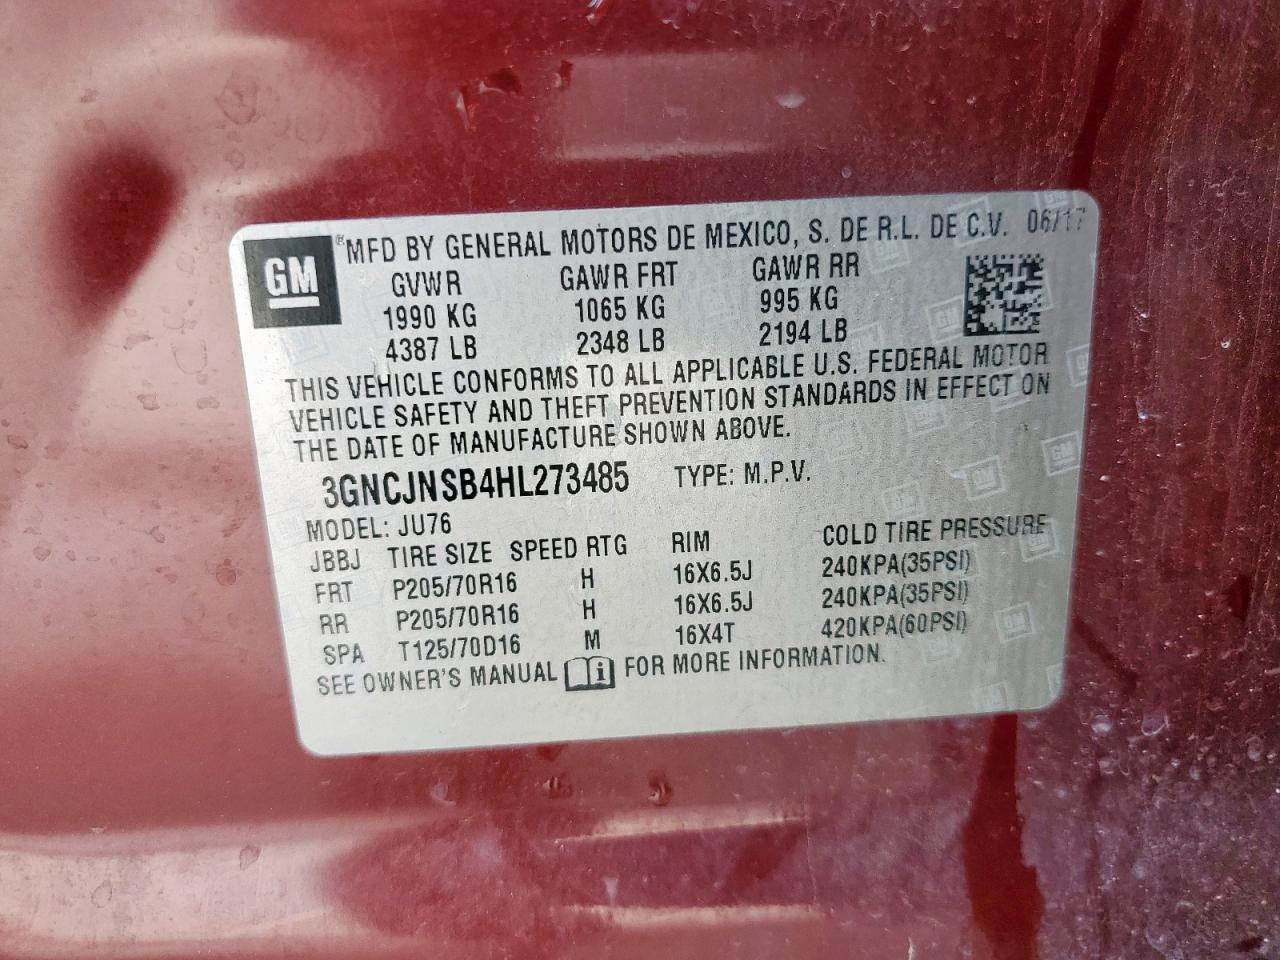 GM ® MFD BY GENERAL MOTORS DE MEXICO, S. DE R.L. DE C.V. 06/17
GVWR GAWR FRT GAWR RR
1990 KG 1065 KG 995 KG
4387 LB 2348 LB 2194 LB
THIS VEHICLE CONFORMS TO ALL APPLICABLE U.S. FEDERAL MOTOR
VEHICLE SAFETY AND THEFT PREVENTION STANDARDS IN EFFECT ON
THE DATE OF MANUFACTURE SHOWN ABOVE.
3GNCJNSB4HL273485 TYPE: M.P.V.
MODEL: JU76
JBBJ TIRE SIZE SPEED RTG RIM COLD TIRE PRESSURE
FRT P205/70R16 H 16X6.5J 240KPA(35PSI)
RR P205/70R16 H 16X6.5J 240KPA(35PSI)
SPA T125/70D16 M 16X4T 420KPA(60PSI)
SEE OWNER'S MANUAL i FOR MORE INFORMATION.